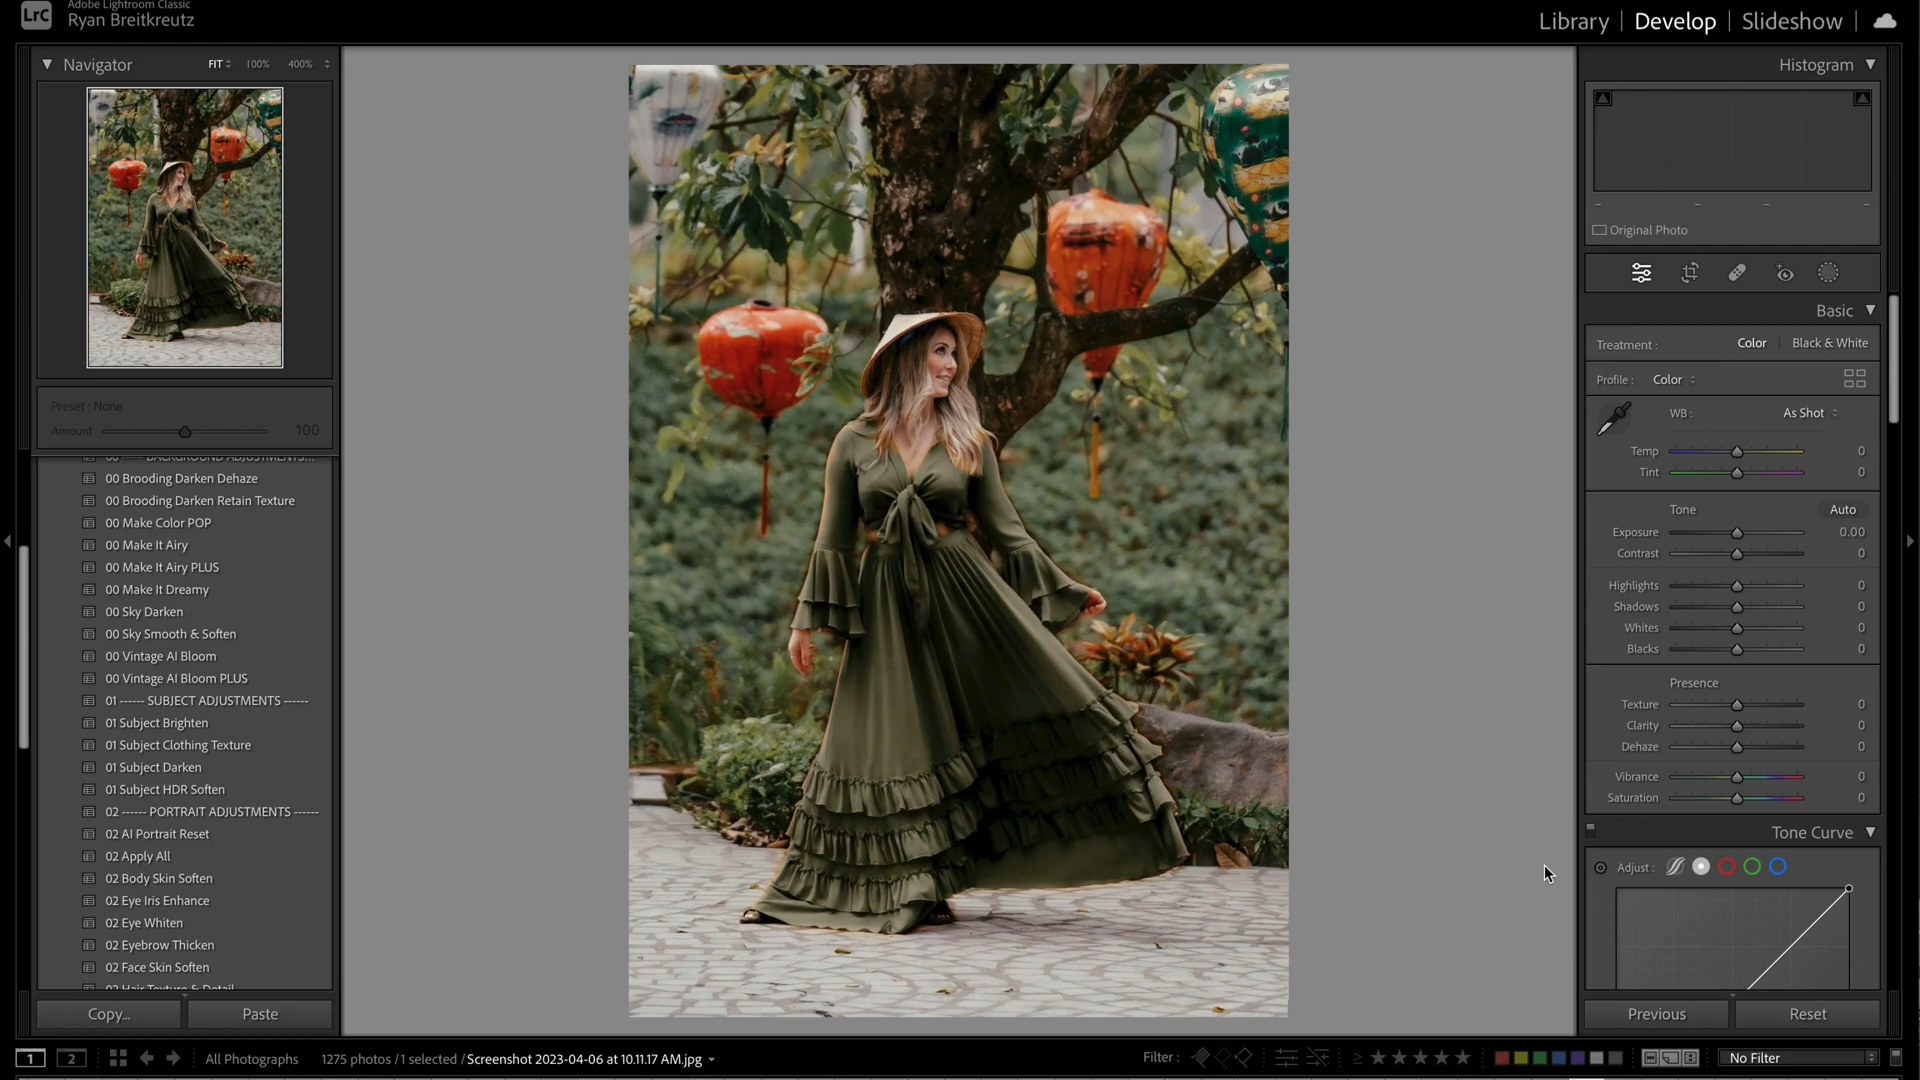 Adobe Lightroom Classic
LrC
Ryan Breitkreutz
Library | Develop | Slideshow
Navigator FIT 100% 400%
Preset : None
Amount 100
00 ------ BACKGROUND ADJUSTMENTS...
00 Brooding Darken Dehaze
00 Brooding Darken Retain Texture
00 Make Color POP
00 Make It Airy
00 Make It Airy PLUS
00 Make It Dreamy
00 Sky Darken
00 Sky Smooth & Soften
00 Vintage AI Bloom
00 Vintage AI Bloom PLUS
01 ------ SUBJECT ADJUSTMENTS ------
01 Subject Brighten
01 Subject Clothing Texture
01 Subject Darken
01 Subject HDR Soften
02 ------ PORTRAIT ADJUSTMENTS ------
02 AI Portrait Reset
02 Apply All
02 Body Skin Soften
02 Eye Iris Enhance
02 Eye Whiten
02 Eyebrow Thicken
02 Face Skin Soften
02 Hair Texture & Detail
Copy... Paste
Histogram
Original Photo
Basic
Treatment : Color | Black & White
Profile : Color
WB : As Shot
Temp 0
Tint 0
Tone Auto
Exposure 0.00
Contrast 0
Highlights 0
Shadows 0
Whites 0
Blacks 0
Presence
Texture 0
Clarity 0
Dehaze 0
Vibrance 0
Saturation 0
Tone Curve
Adjust :
Previous Reset
1 2 All Photographs 1275 photos / 1 selected / Screenshot 2023-04-06 at 10.11.17 AM.jpg Filter : ≥ No Filter